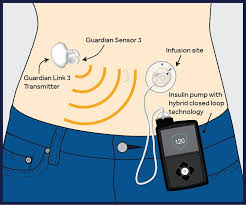 Guardian Sensor 3
Guardian Link 3
Transmitter
Infusion site
Insulin pump with
hybrid closed loop
technology
120